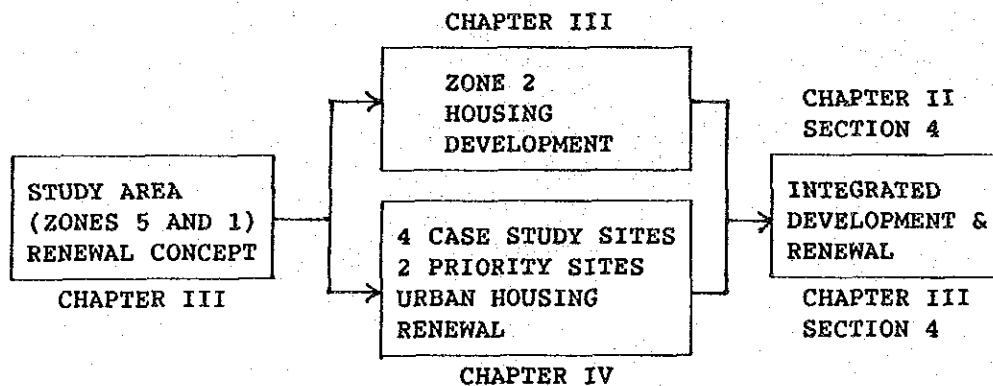 CHAPTER III
ZONE 2
HOUSING
DEVELOPMENT
CHAPTER II
SECTION 4
STUDY AREA
(ZONES 5 AND 1)
RENEWAL CONCEPT
CHAPTER III
4 CASE STUDY SITES
2 PRIORITY SITES
URBAN HOUSING
RENEWAL
CHAPTER IV
INTEGRATED
DEVELOPMENT &
RENEWAL
CHAPTER III
SECTION 4